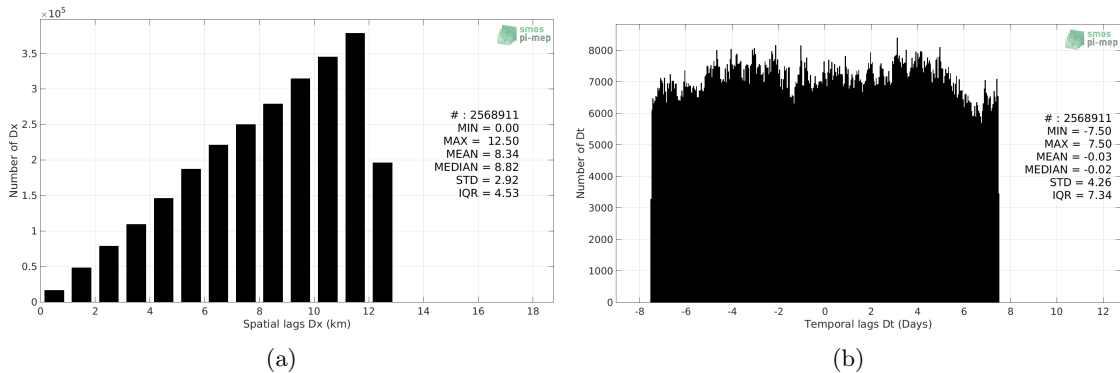 ×10⁵
smos
pi-mep
3.5
3
2.5
2
1.5
1
0.5
0
Number of Dx
# : 2568911
MIN = 0.00
MAX = 12.50
MEAN = 8.34
MEDIAN = 8.82
STD = 2.92
IQR = 4.53
0 2 4 6 8 10 12 14 16 18
Spatial lags Dx (km)
(a)
smos
pi-mep
8000
7000
6000
5000
4000
3000
2000
1000
0
Number of Dt
# : 2568911
MIN = -7.50
MAX = 7.50
MEAN = -0.03
MEDIAN = -0.02
STD = 4.26
IQR = 7.34
-8 -6 -4 -2 0 2 4 6 8 10 12
Temporal lags Dt (Days)
(b)